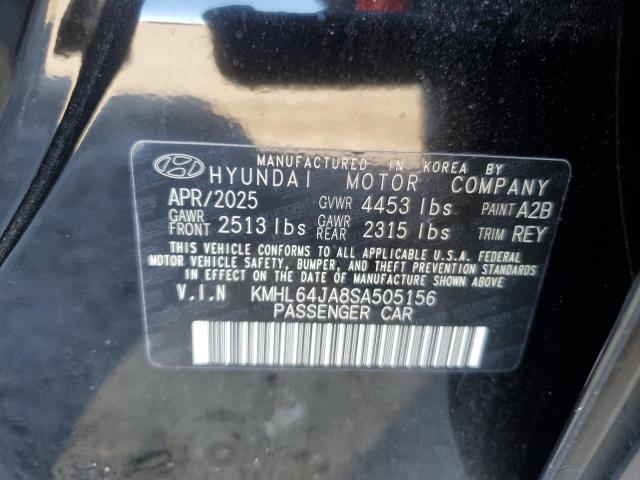 MANUFACTURED IN KOREA BY
HYUNDAI MOTOR COMPANY
APR/2025 GVWR 4453 lbs PAINT A2B
GAWR FRONT 2513 lbs GAWR REAR 2315 lbs TRIM REY
THIS VEHICLE CONFORMS TO ALL APPLICABLE U.S.A. FEDERAL
MOTOR VEHICLE SAFETY, BUMPER, AND THEFT PREVENTION
STANDARDS IN EFFECT ON THE DATE OF MANUFACTURE SHOWN ABOVE
V.I.N KMHL64JA8SA505156
PASSENGER CAR